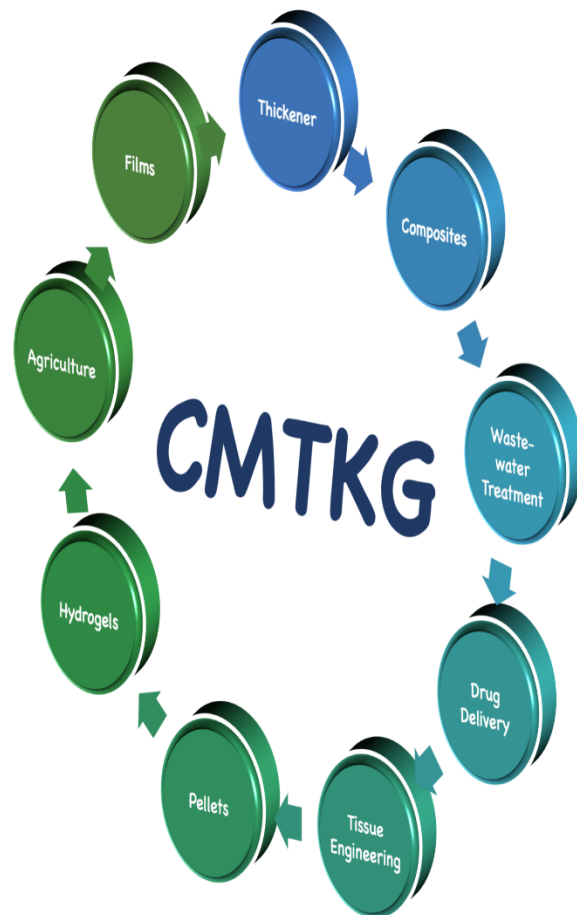 Thickener
Composites
Waste-
water
Treatment
Drug
Delivery
Tissue
Engineering
Pellets
Hydrogels
Agriculture
Films
CMTKG